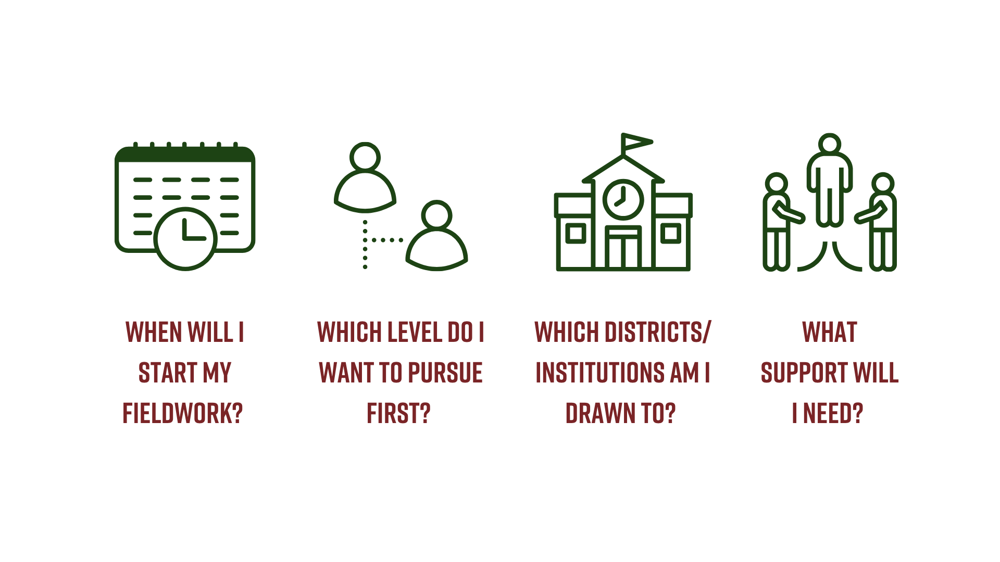 WHEN WILL I
START MY
FIELDWORK?
WHICH LEVEL DO I
WANT TO PURSUE
FIRST?
WHICH DISTRICTS/
INSTITUTIONS AM I
DRAWN TO?
WHAT
SUPPORT WILL
I NEED?